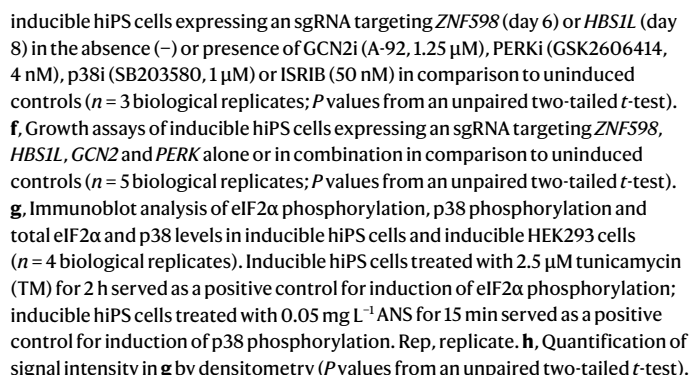 inducible hiPS cells expressing an sgRNA targeting ZNF598 (day 6) or HBS1L (day
8) in the absence (−) or presence of GCN2i (A-92, 1.25 μM), PERKi (GSK2606414,
4 nM), p38i (SB203580, 1 μM) or ISRIB (50 nM) in comparison to uninduced
controls (n = 3 biological replicates; P values from an unpaired two-tailed t-test).
f, Growth assays of inducible hiPS cells expressing an sgRNA targeting ZNF598,
HBS1L, GCN2 and PERK alone or in combination in comparison to uninduced
controls (n = 5 biological replicates; P values from an unpaired two-tailed t-test).
g, Immunoblot analysis of eIF2α phosphorylation, p38 phosphorylation and
total eIF2α and p38 levels in inducible hiPS cells and inducible HEK293 cells
(n = 4 biological replicates). Inducible hiPS cells treated with 2.5 μM tunicamycin
(TM) for 2 h served as a positive control for induction of eIF2α phosphorylation;
inducible hiPS cells treated with 0.05 mg L⁻¹ ANS for 15 min served as a positive
control for induction of p38 phosphorylation. Rep, replicate. h, Quantification of
signal intensity in g by densitometry (P values from an unpaired two-tailed t-test).